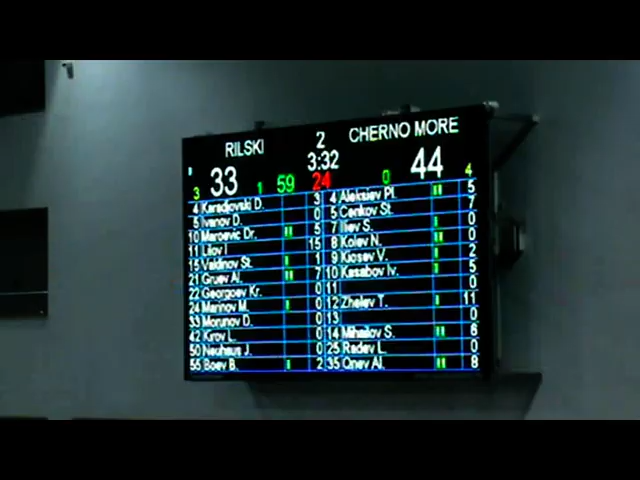 RILSKI 2 CHERNO MORE
33 3:32 44
3 1 59 24 0 4
4 Karadjovski D. 3 4 Aleksiev Pl. 5
5 Ivanov D. 0 5 Cenkov St. 7
10 Maroevic Dr. 5 7 Iliev S. 0
11 Liliov I 15 8 Kolev N. 0
15 Valdinov St. 1 9 Kiosev V. 2
21 Gruev Al. 7 10 Kasabov Iv. 5
22 Georgoev Kr. 0 11 0
24 Marinov M. 0 12 Zhelev T. 11
33 Morunov D. 0 13 0
42 Kirov L. 0 14 Mihailov S. 6
50 Neuhaus J. 0 25 Radev L. 0
55 Boev B. 2 35 Onev Al. 8